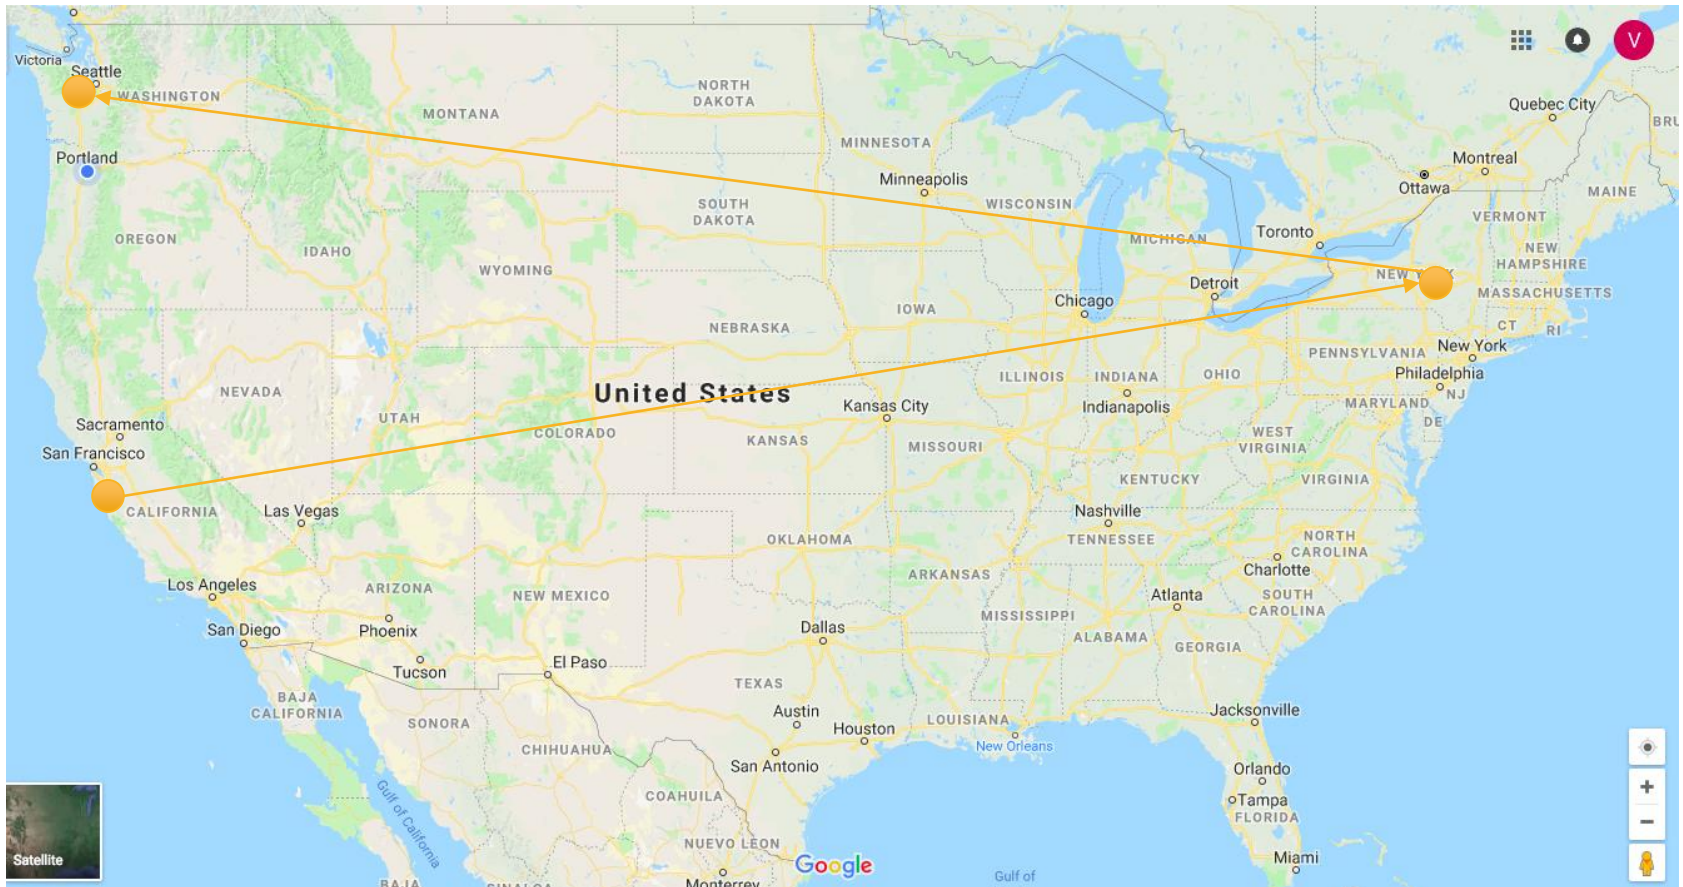 Victoria
Seattle
WASHINGTON
NORTH
DAKOTA
MONTANA
V
Quebec City
BRU
MINNESOTA
Portland
Montreal
Minneapolis
Ottawa
MAINE
SOUTH
DAKOTA
WISCONSIN
VERMONT
OREGON
IDAHO
MICHIGAN
Toronto
NEW
HAMPSHIRE
WYOMING
NEW YORK
Detroit
MASSACHUSETTS
Chicago
IOWA
NEBRASKA
CT
RI
New York
PENNSYLVANIA
Philadelphia
ILLINOIS
INDIANA
OHIO
NEVADA
United States
NJ
Kansas City
Indianapolis
MARYLAND
UTAH
DE
Sacramento
COLORADO
KANSAS
MISSOURI
WEST
VIRGINIA
San Francisco
KENTUCKY
VIRGINIA
CALIFORNIA
Las Vegas
Nashville
OKLAHOMA
TENNESSEE
NORTH
CAROLINA
Charlotte
ARKANSAS
Los Angeles
ARIZONA
NEW MEXICO
Atlanta
SOUTH
CAROLINA
MISSISSIPPI
San Diego
Phoenix
Dallas
ALABAMA
GEORGIA
Tucson
El Paso
TEXAS
BAJA
CALIFORNIA
SONORA
Austin
Houston
LOUISIANA
Jacksonville
New Orleans
CHIHUAHUA
San Antonio
Orlando
Gulf of California
COAHUILA
Tampa
FLORIDA
NUEVO LEON
Satellite
Google
Miami
Gulf of
BAJA
SINALOA
Monterrey